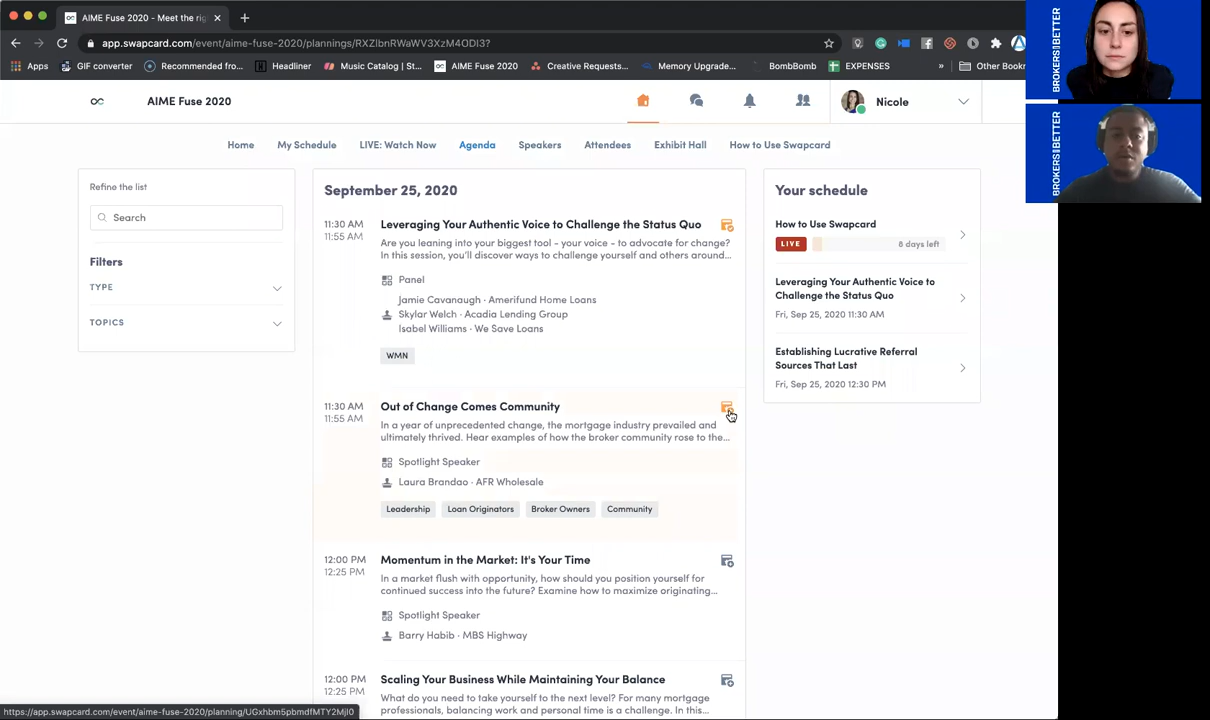 AIME Fuse 2020 - Meet the rig
app.swapcard.com/event/aime-fuse-2020/plannings/RXZlbnRWaWV3XzM4ODI3?
Apps
GIF converter
Recommended fro...
Headliner
Music Catalog | St...
AIME Fuse 2020
Creative Requests...
Memory Upgrade...
BombBomb
EXPENSES
»
Other Bookr
AIME Fuse 2020
Nicole
Home
My Schedule
LIVE: Watch Now
Agenda
Speakers
Attendees
Exhibit Hall
How to Use Swapcard
Refine the list
Search
Filters
TYPE
TOPICS
September 25, 2020
11:30 AM
11:55 AM
Leveraging Your Authentic Voice to Challenge the Status Quo
Are you leaning into your biggest tool - your voice - to advocate for change?
In this session, you'll discover ways to challenge yourself and others around...
Panel
Jamie Cavanaugh · Amerifund Home Loans
Skylar Welch · Acadia Lending Group
Isabel Williams · We Save Loans
WMN
11:30 AM
11:55 AM
Out of Change Comes Community
In a year of unprecedented change, the mortgage industry prevailed and
ultimately thrived. Hear examples of how the broker community rose to the...
Spotlight Speaker
Laura Brandao · AFR Wholesale
Leadership
Loan Originators
Broker Owners
Community
12:00 PM
12:25 PM
Momentum in the Market: It's Your Time
In a market flush with opportunity, how should you position yourself for
continued success into the future? Examine how to maximize originating...
Spotlight Speaker
Barry Habib · MBS Highway
12:00 PM
12:25 PM
Scaling Your Business While Maintaining Your Balance
What do you need to take yourself to the next level? For many mortgage
professionals, balancing work and personal time is a challenge. In this...
Your schedule
How to Use Swapcard
LIVE
8 days left
Leveraging Your Authentic Voice to
Challenge the Status Quo
Fri, Sep 25, 2020 11:30 AM
Establishing Lucrative Referral
Sources That Last
Fri, Sep 25, 2020 12:30 PM
BROKERS ARE BETTER
BROKERS ARE BETTER